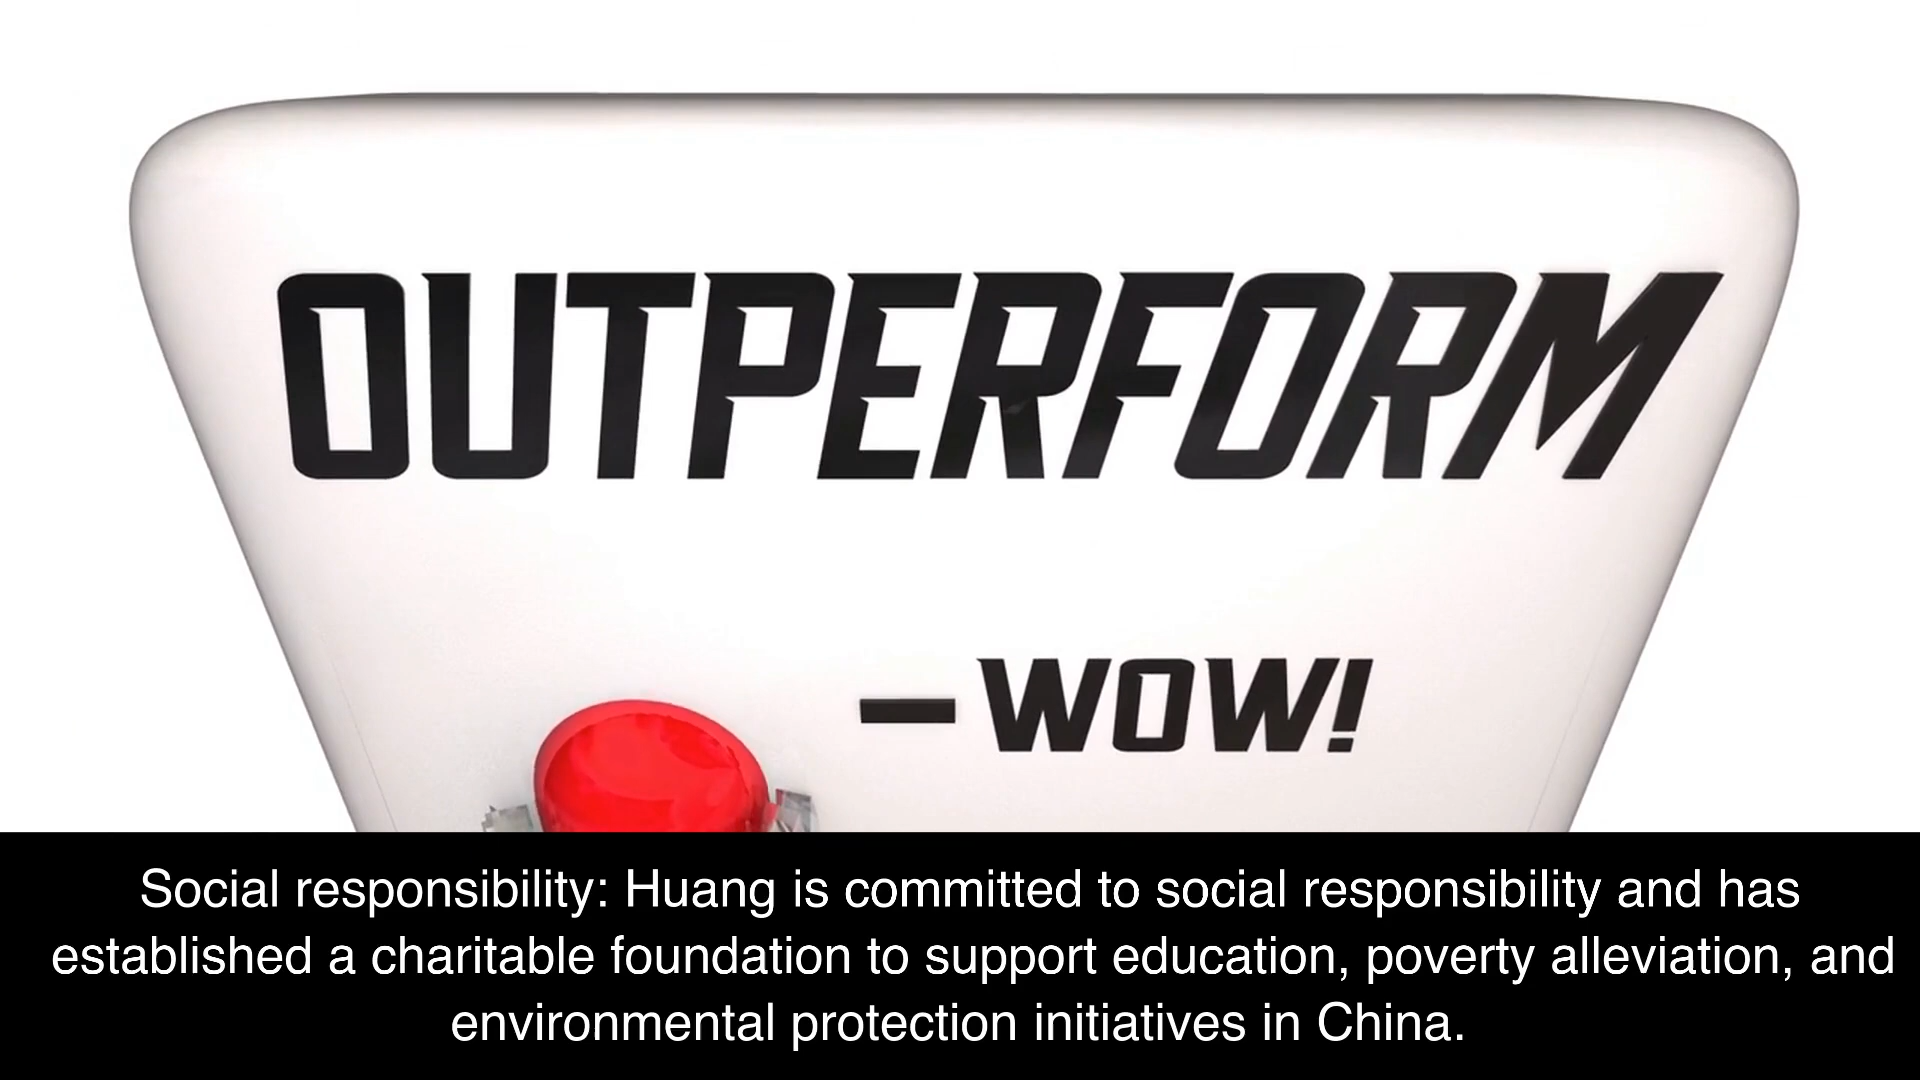 OUTPERFORM
–WOW!
Social responsibility: Huang is committed to social responsibility and has
established a charitable foundation to support education, poverty alleviation, and
environmental protection initiatives in China.